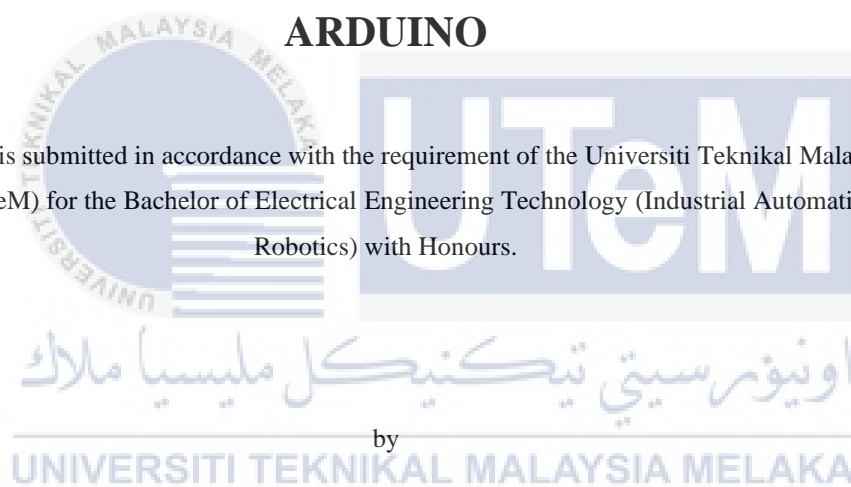 ARDUINO
UNIVERSITI TEKNIKAL MALAYSIA MELAKA
UTeM
is submitted in accordance with the requirement of the Universiti Teknikal Mala
eM) for the Bachelor of Electrical Engineering Technology (Industrial Automati
Robotics) with Honours.
اونيۏرسيتي تيكنيكل مليسيا ملاك
by
UNIVERSITI TEKNIKAL MALAYSIA MELAKA